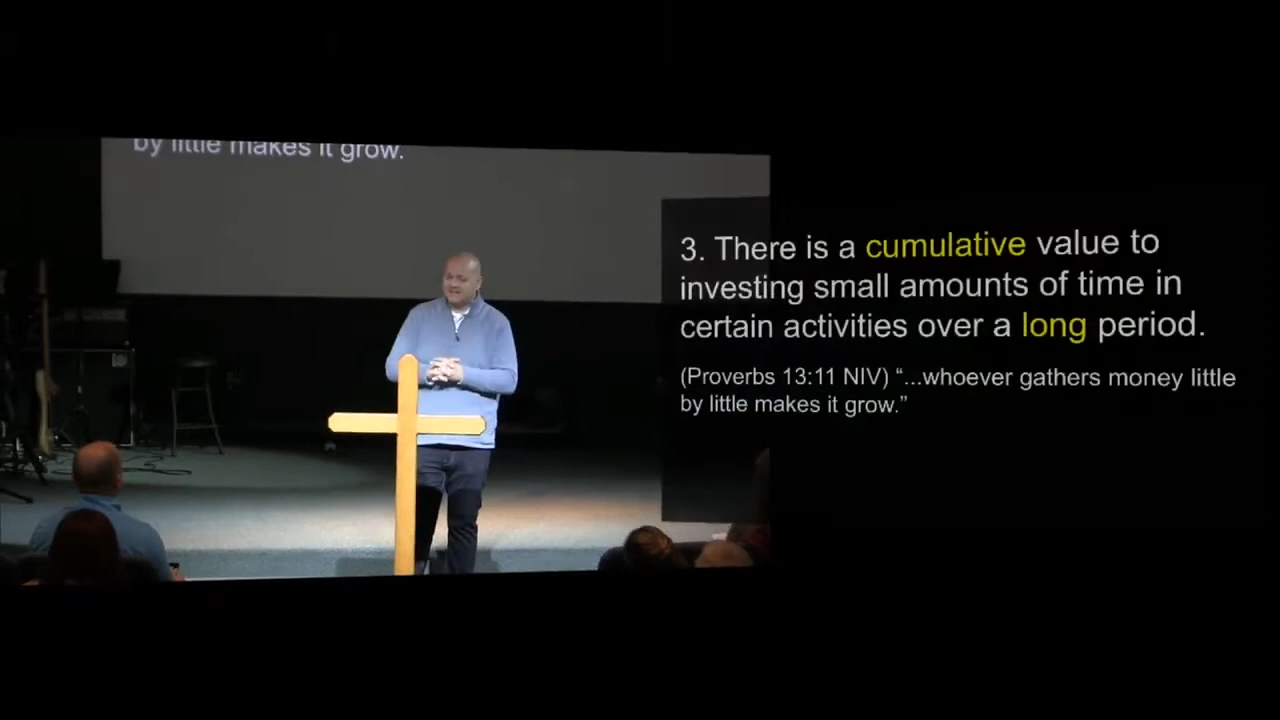 by little makes it grow.
3. There is a cumulative value to
investing small amounts of time in
certain activities over a long period.
(Proverbs 13:11 NIV) “...whoever gathers money little
by little makes it grow.”